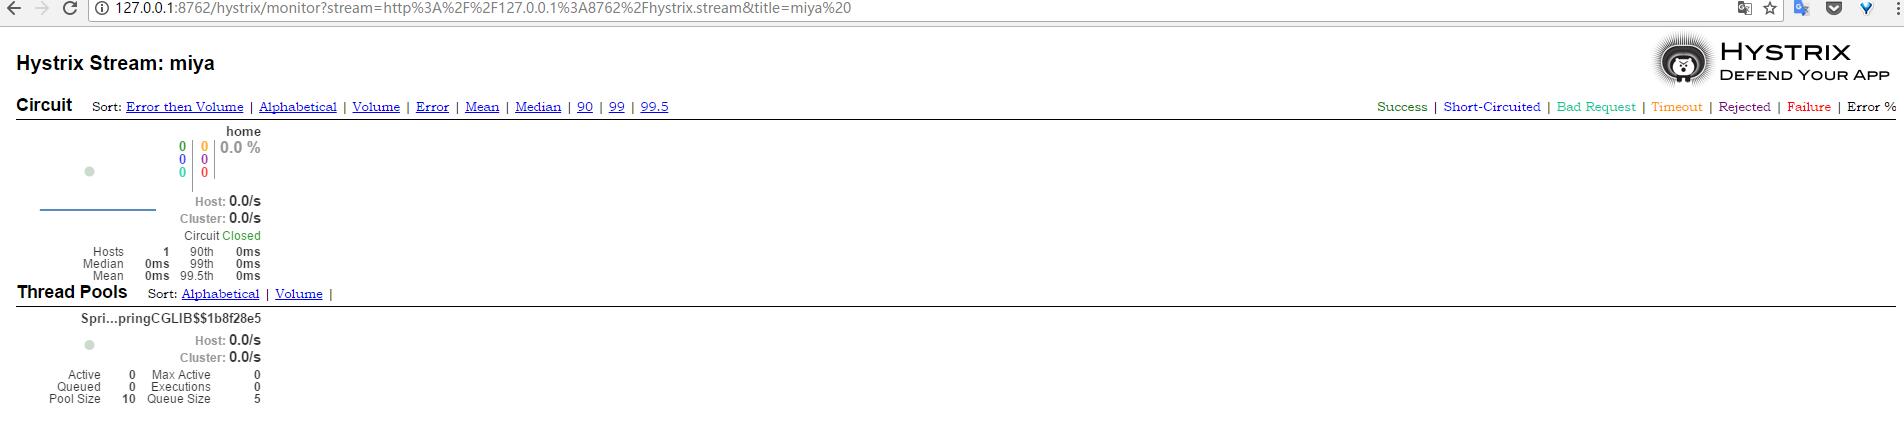 127.0.0.1:8762/hystrix/monitor?stream=http%3A%2F%2F127.0.0.1%3A8762%2Fhystrix.stream&title=miya%20
Hystrix Stream: miya
HYSTRIX
DEFEND YOUR APP
Circuit Sort: Error then Volume | Alphabetical | Volume | Error | Mean | Median | 90 | 99 | 99.5
Success | Short-Circuited | Bad Request | Timeout | Rejected | Failure | Error %
home
0 0 0.0 %
0 0
0 0
Host: 0.0/s
Cluster: 0.0/s
Circuit Closed
Hosts 1 90th 0ms
Median 0ms 99th 0ms
Mean 0ms 99.5th 0ms
Thread Pools Sort: Alphabetical | Volume |
Spri...pringCGLIB$$1b8f28e5
Host: 0.0/s
Cluster: 0.0/s
Active 0 Max Active 0
Queued 0 Executions 0
Pool Size 10 Queue Size 5